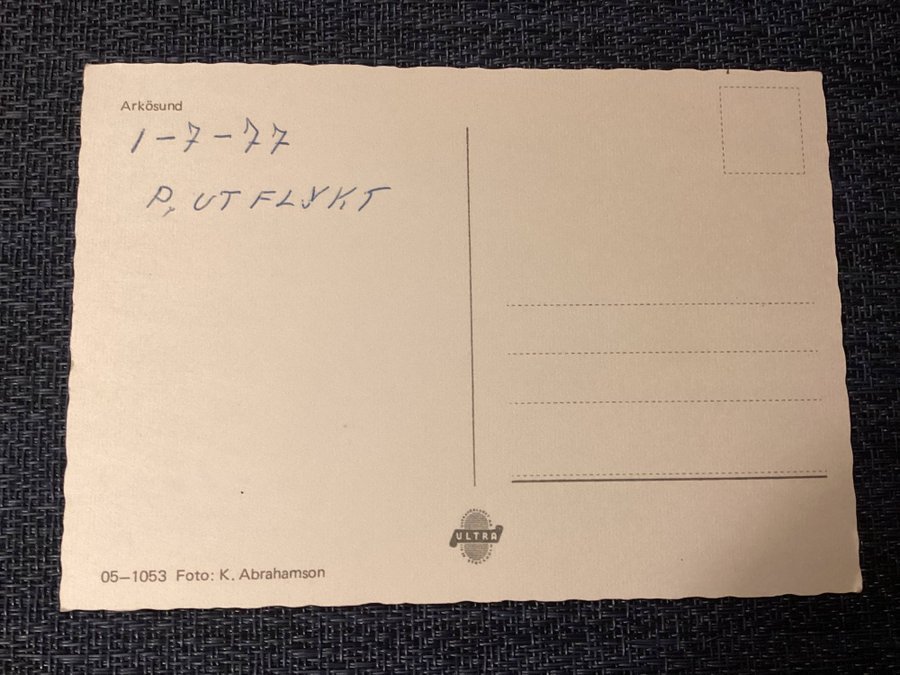 Arkösund
1-7-77
P, UTFLYKT
ULTRA
05–1053 Foto: K. Abrahamson